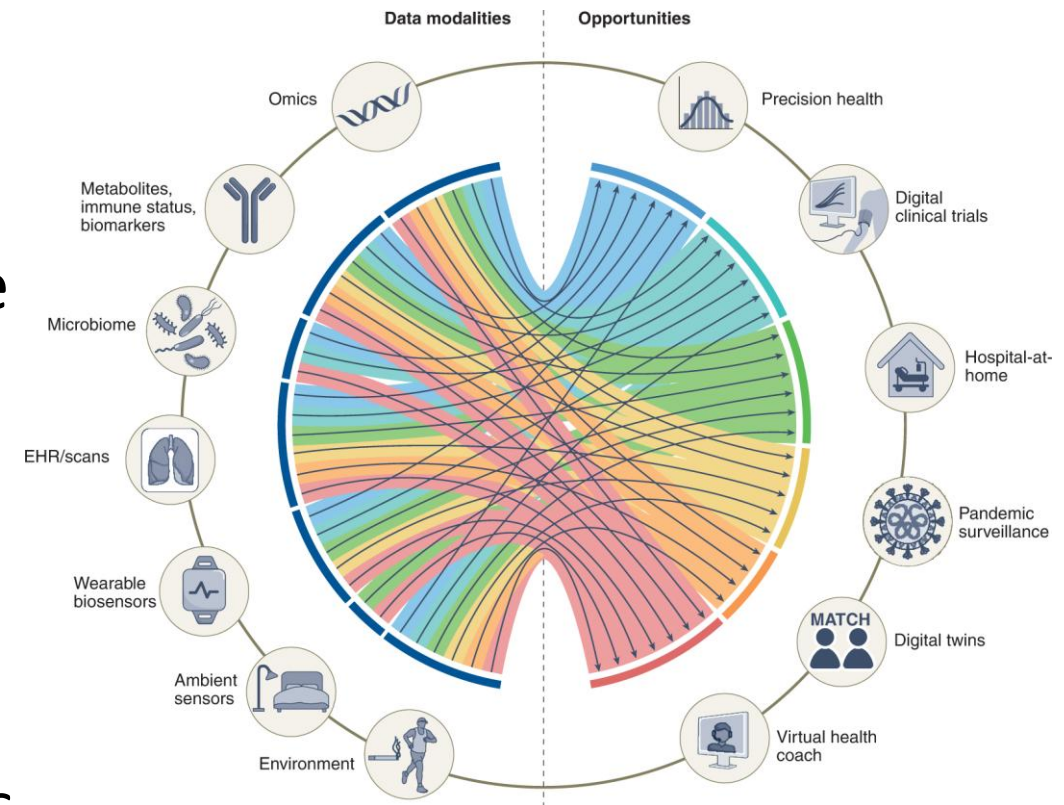 Data modalities
Opportunities
Omics
Metabolites,
immune status,
biomarkers
Microbiome
EHR/scans
Wearable
biosensors
Ambient
sensors
Environment
Precision health
Digital
clinical trials
Hospital-at-
home
Pandemic
surveillance
MATCH
Digital twins
Virtual health
coach
e